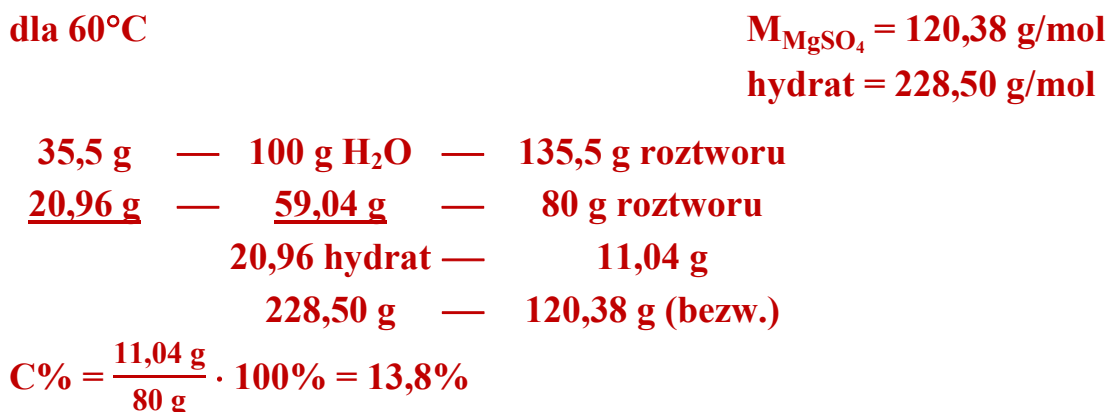 dla 60°C
M_MgSO₄ = 120,38 g/mol
hydrat = 228,50 g/mol
35,5 g — 100 g H₂O — 135,5 g roztworu
20,96 g — 59,04 g — 80 g roztworu
20,96 hydrat — 11,04 g
228,50 g — 120,38 g (bezw.)
C% = 11,04 g / 80 g · 100% = 13,8%